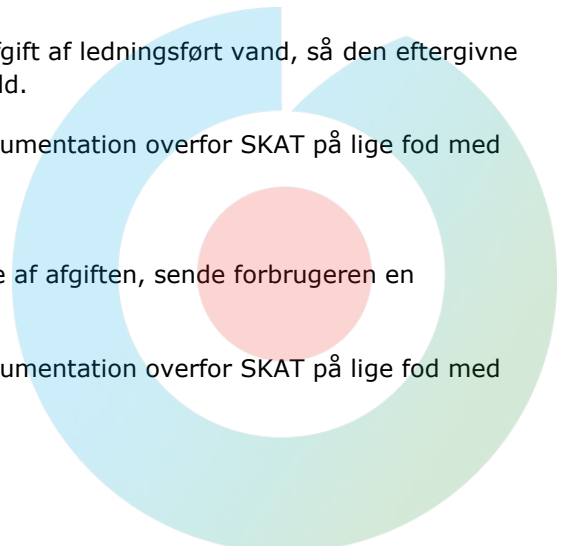 fgift af ledningsført vand, så den eftergivne
ld.
umentation overfor SKAT på lige fod med
e af afgiften, sende forbrugeren en
umentation overfor SKAT på lige fod med